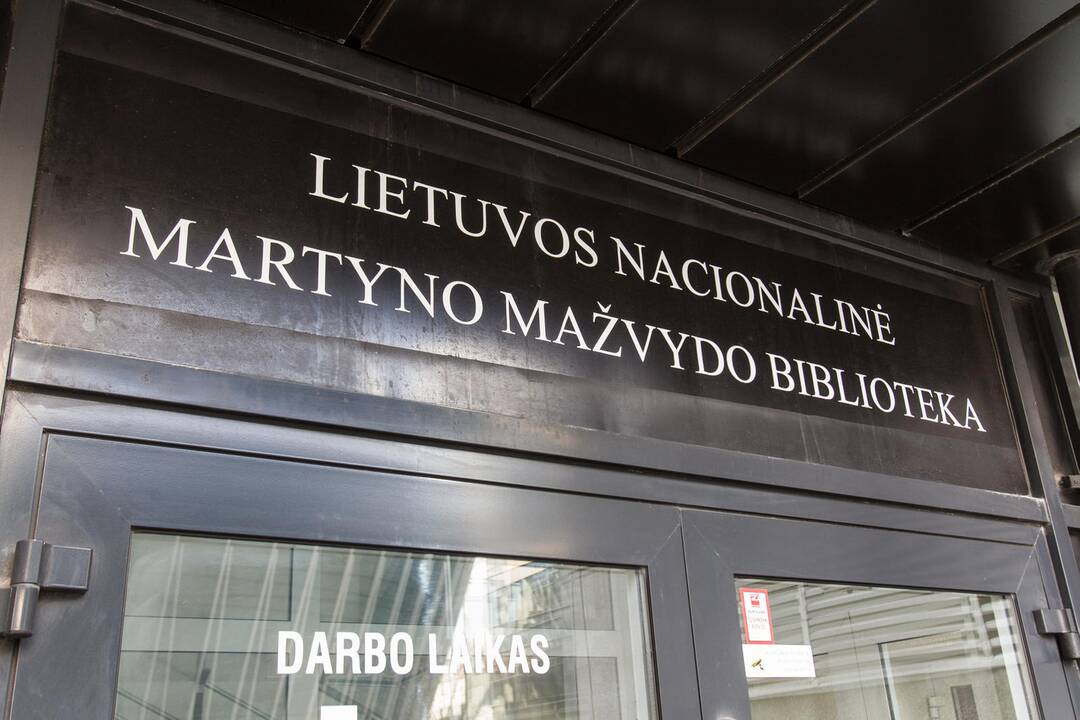 LIETUVOS NACIONALINĖ
MARTYNO MAŽVYDO BIBLIOTEKA
DARBO LAIKAS